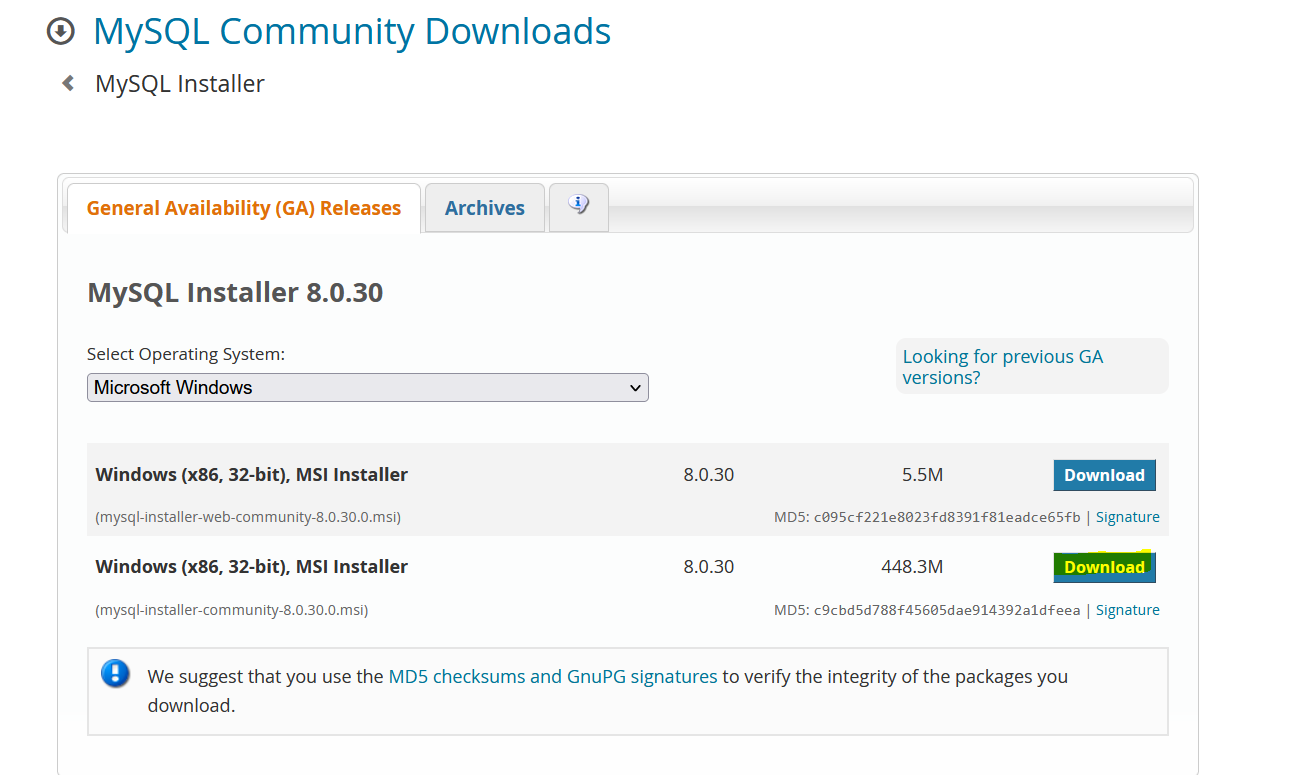 MySQL Community Downloads
MySQL Installer
General Availability (GA) Releases
Archives
MySQL Installer 8.0.30
Select Operating System:
Looking for previous GA
versions?
Microsoft Windows
Windows (x86, 32-bit), MSI Installer 8.0.30 5.5M Download
(mysql-installer-web-community-8.0.30.0.msi) MD5: c095cf221e8023fd8391f81eadce65fb | Signature
Windows (x86, 32-bit), MSI Installer 8.0.30 448.3M Download
(mysql-installer-community-8.0.30.0.msi) MD5: c9cbd5d788f45605dae914392a1dfeea | Signature
We suggest that you use the MD5 checksums and GnuPG signatures to verify the integrity of the packages you
download.